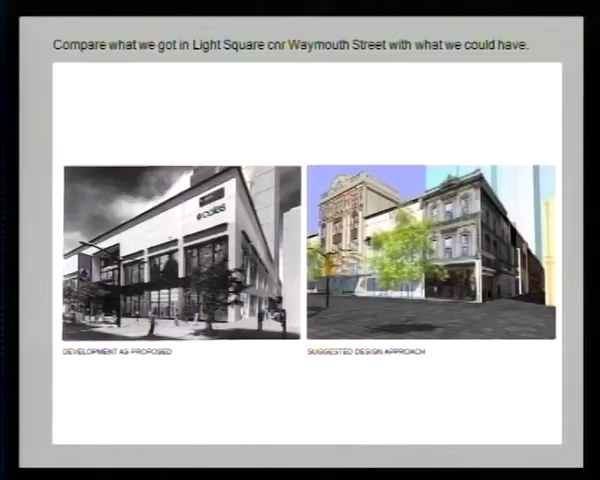 Compare what we got in Light Square cnr Waymouth Street with what we could have.
coles
DEVELOPMENT AS PROPOSED
SUGGESTED DESIGN APPROACH